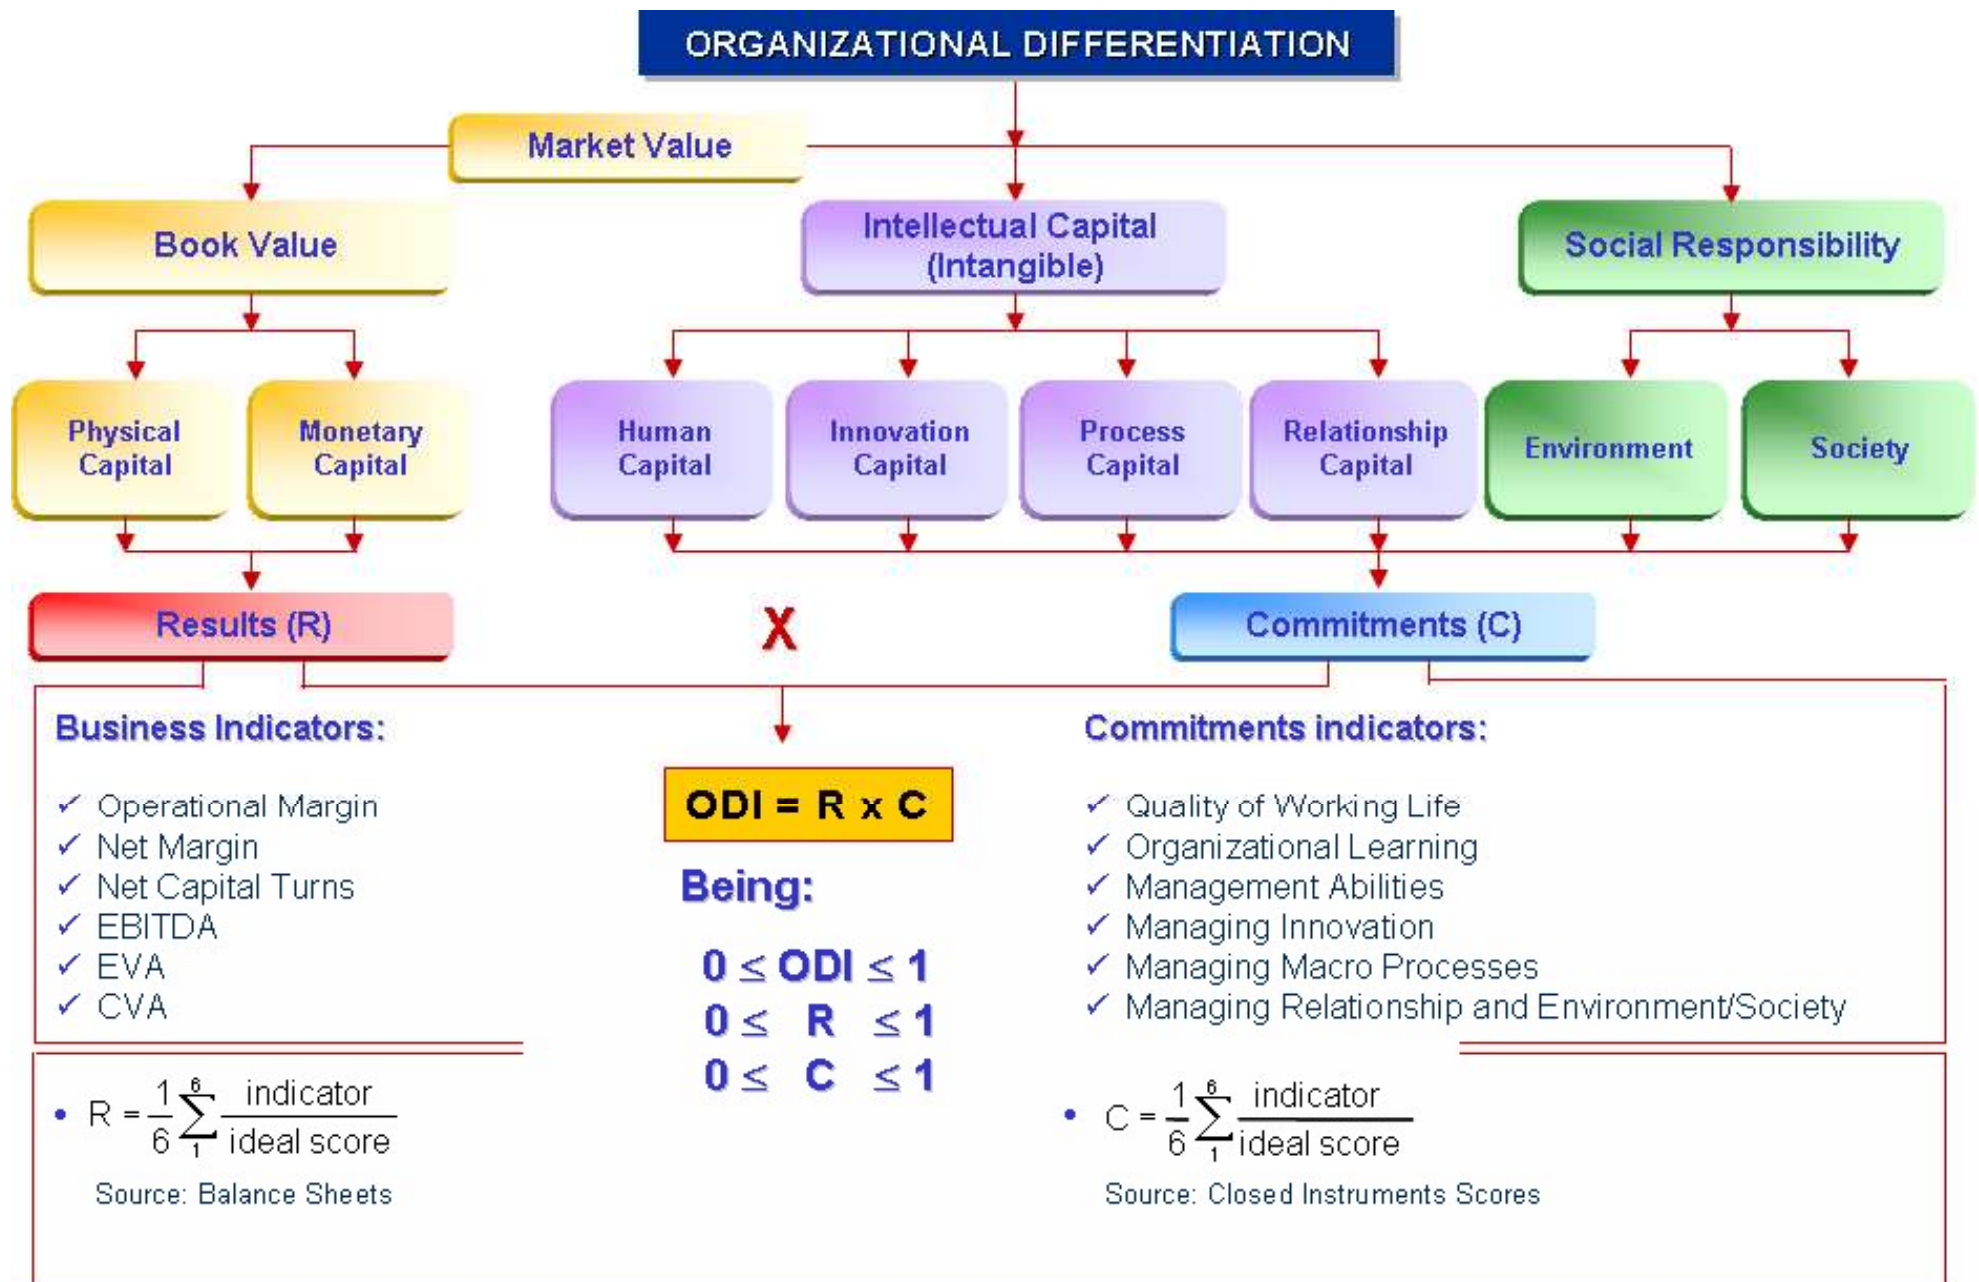 ORGANIZATIONAL DIFFERENTIATION
Market Value
Book Value
Intellectual Capital
(Intangible)
Social Responsibility
Physical
Capital
Monetary
Capital
Human
Capital
Innovation
Capital
Process
Capital
Relationship
Capital
Environment
Society
Results (R)
X
Commitments (C)
Business Indicators:
✓ Operational Margin
✓ Net Margin
✓ Net Capital Turns
✓ EBITDA
✓ EVA
✓ CVA
• R = 1/6 ∑ 6 1 indicator/ideal score
Source: Balance Sheets
ODI = R x C
Being:
0 ≤ ODI ≤ 1
0 ≤ R ≤ 1
0 ≤ C ≤ 1
Commitments indicators:
✓ Quality of Working Life
✓ Organizational Learning
✓ Management Abilities
✓ Managing Innovation
✓ Managing Macro Processes
✓ Managing Relationship and Environment/Society
• C = 1/6 ∑ 6 1 indicator/ideal score
Source: Closed Instruments Scores